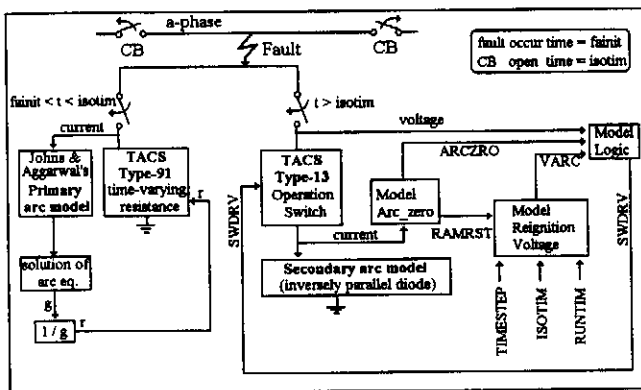 a-phase
CB
Fault
CB
fault occur time = fainit
CB open time = isotim
fainit < t < isotim
t > isotim
voltage
current
Johns &
Aggarwal's
Primary
arc model
TACS
Type-91
time-varying
resistance
r
SWDRV
TACS
Type-13
Operation
Switch
ARCZRO
Model
Logic
VARC
SWDRV
Model
Arc_zero
current
RAMRST
Model
Reignition
Voltage
solution of
arc eq.
Secondary arc model
(inversely parallel diode)
g
1 / g
r
TIMESTEP
ISOTIM
RUNTIM